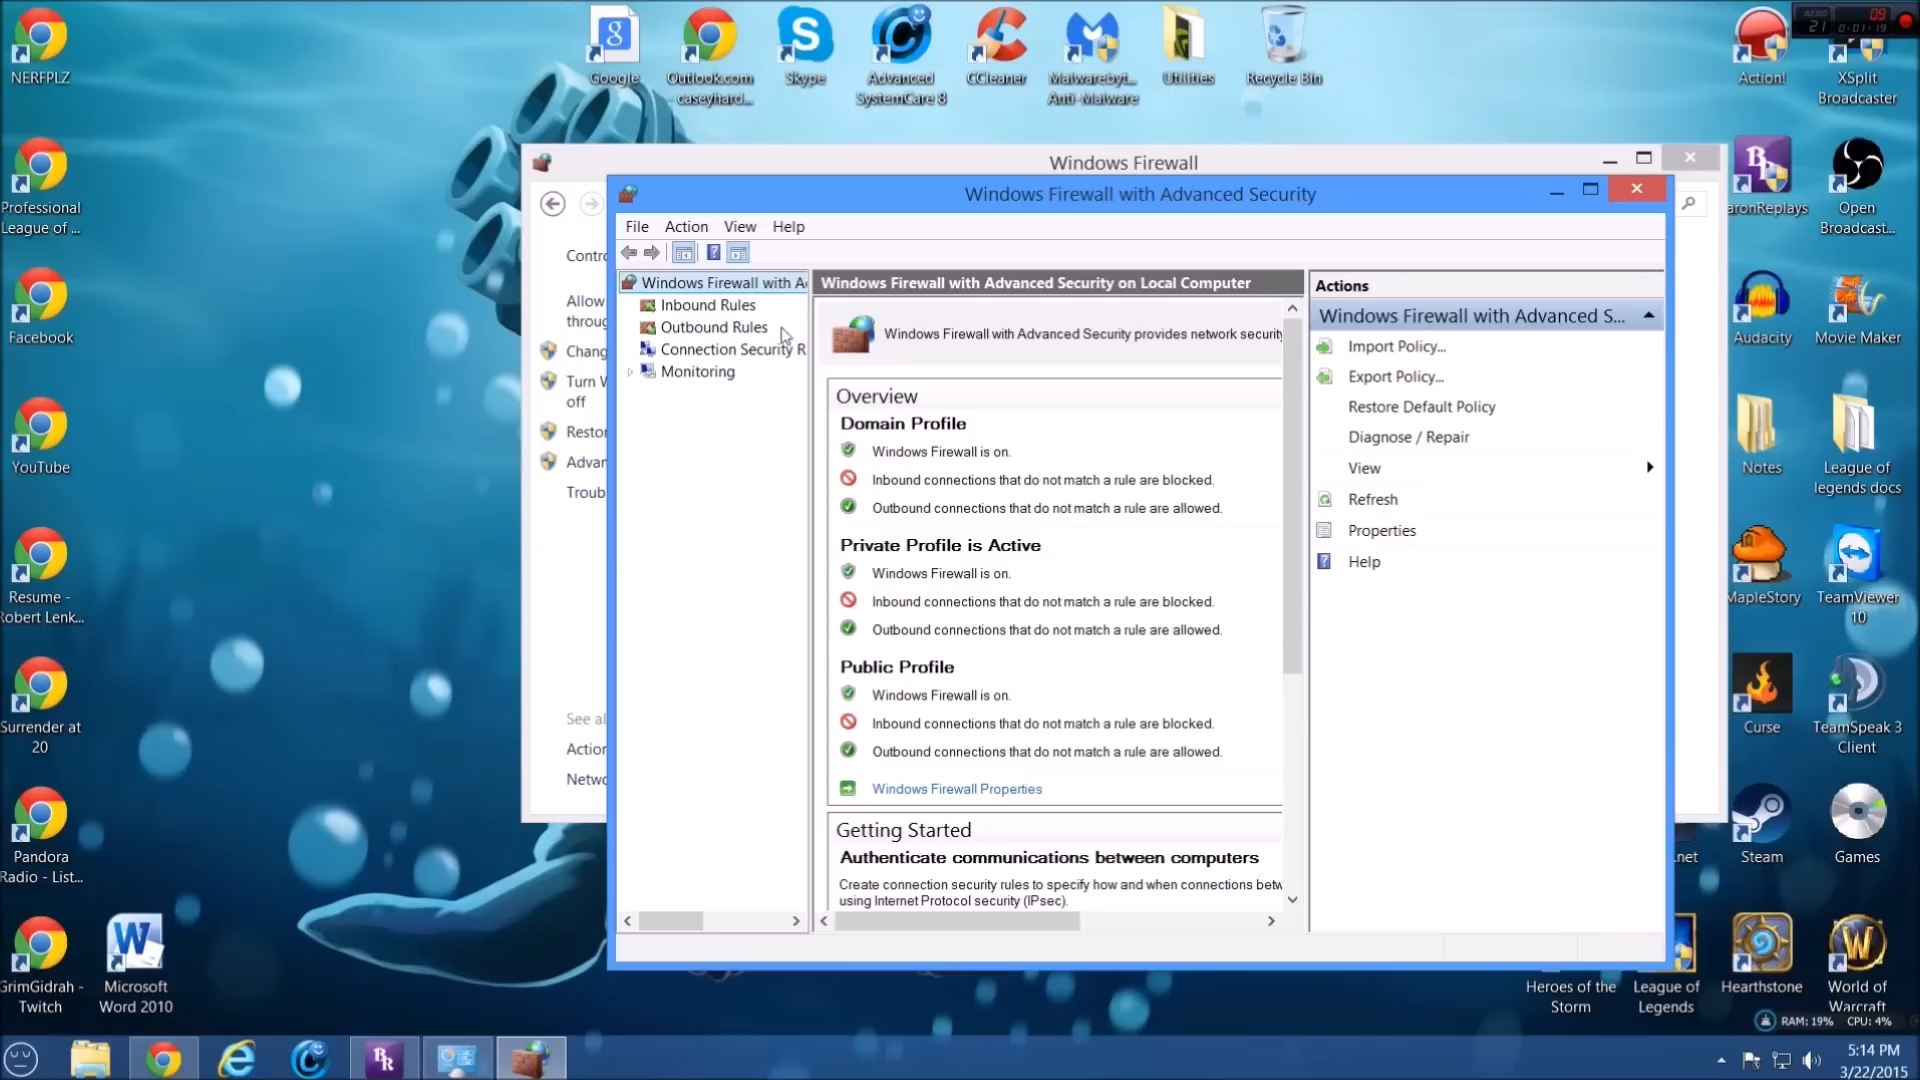 NERFPLZ
Professional
League of ...
Facebook
YouTube
Resume -
Robert Lenk...
Surrender at
20
Pandora
Radio - List...
GrimGidrah -
Twitch
Microsoft
Word 2010
Google
Outlook.com
- caseyhard...
Skype
Advanced
SystemCare 8
CCleaner
Malwarebyt...
Anti-Malware
Utilities
Recycle Bin
Action!
XSplit
Broadcaster
21
09
0:01:19
Windows Firewall
Contro
Allow
throug
Chang
Turn W
off
Restor
Advan
Troub
See al
Action
Netwo
Windows Firewall with Advanced Security
File Action View Help
Windows Firewall with A
Inbound Rules
Outbound Rules
Connection Security R
Monitoring
Windows Firewall with Advanced Security on Local Computer
Windows Firewall with Advanced Security provides network security
Overview
Domain Profile
Windows Firewall is on.
Inbound connections that do not match a rule are blocked.
Outbound connections that do not match a rule are allowed.
Private Profile is Active
Windows Firewall is on.
Inbound connections that do not match a rule are blocked.
Outbound connections that do not match a rule are allowed.
Public Profile
Windows Firewall is on.
Inbound connections that do not match a rule are blocked.
Outbound connections that do not match a rule are allowed.
Windows Firewall Properties
Getting Started
Authenticate communications between computers
Create connection security rules to specify how and when connections betw
using Internet Protocol security (IPsec).
Actions
Windows Firewall with Advanced S...
Import Policy...
Export Policy...
Restore Default Policy
Diagnose / Repair
View
Refresh
Properties
Help
aronReplays
Open
Broadcast...
Audacity
Movie Maker
Notes
League of
legends docs
MapleStory
TeamViewer
10
Curse
TeamSpeak 3
Client
.net
Steam
Games
Heroes of the
Storm
League of
Legends
Hearthstone
World of
Warcraft
RAM: 19% CPU: 4%
5:14 PM
3/22/2015